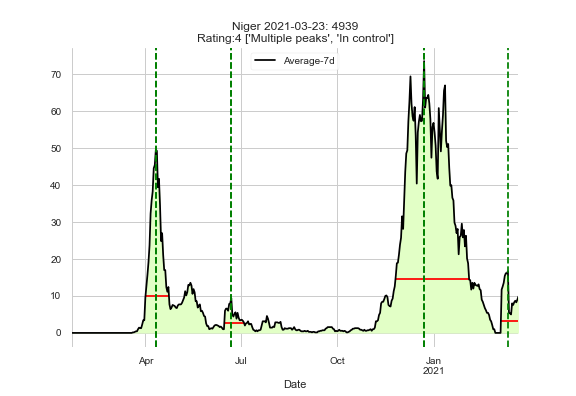 Niger 2021-03-23: 4939
Rating:4 ['Multiple peaks', 'In control']
Average-7d
70
60
50
40
30
20
10
0
Apr
Jul
Oct
Jan
2021
Date